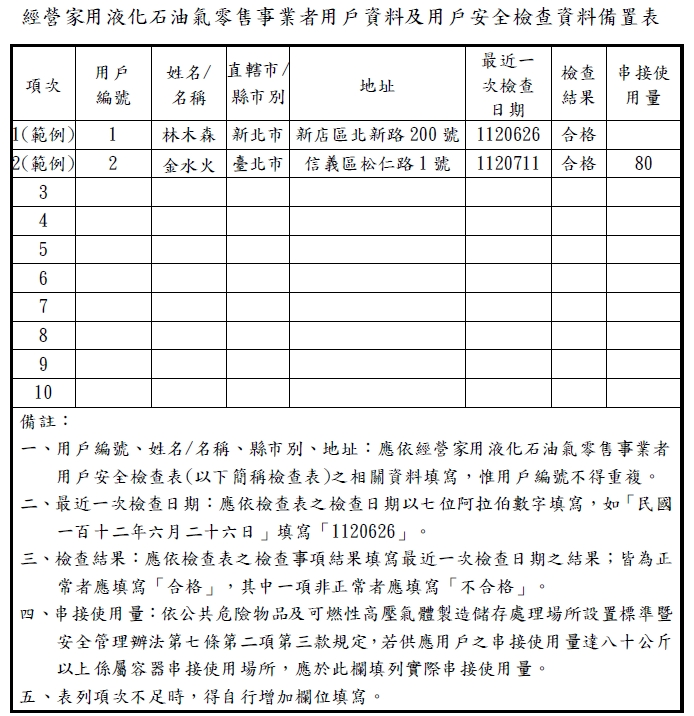 經營家用液化石油氣零售事業者用戶資料及用戶安全檢查資料備置表
項次 用戶編號 姓名/名稱 直轄市/縣市別 地址 最近一次檢查日期 檢查結果 串接使用量
1(範例) 1 林木森 新北市 新店區北新路200號 1120626 合格
2(範例) 2 金水火 臺北市 信義區松仁路1號 1120711 合格 80
3
4
5
6
7
8
9
10
備註：
一、用戶編號、姓名/名稱、縣市別、地址：應依經營家用液化石油氣零售事業者
用戶安全檢查表(以下簡稱檢查表)之相關資料填寫，惟用戶編號不得重複。
二、最近一次檢查日期：應依檢查表之檢查日期以七位阿拉伯數字填寫，如「民國
一百十二年六月二十六日」填寫「1120626」。
三、檢查結果：應依檢查表之檢查事項結果填寫最近一次檢查日期之結果；皆為正
常者應填寫「合格」，其中一項非正常者應填寫「不合格」。
四、串接使用量：依公共危險物品及可燃性高壓氣體製造儲存處理場所設置標準暨
安全管理辦法第七條第二項第三款規定，若供應用戶之串接使用量達八十公斤
以上係屬容器串接使用場所，應於此欄填列實際串接使用量。
五、表列項次不足時，得自行增加欄位填寫。